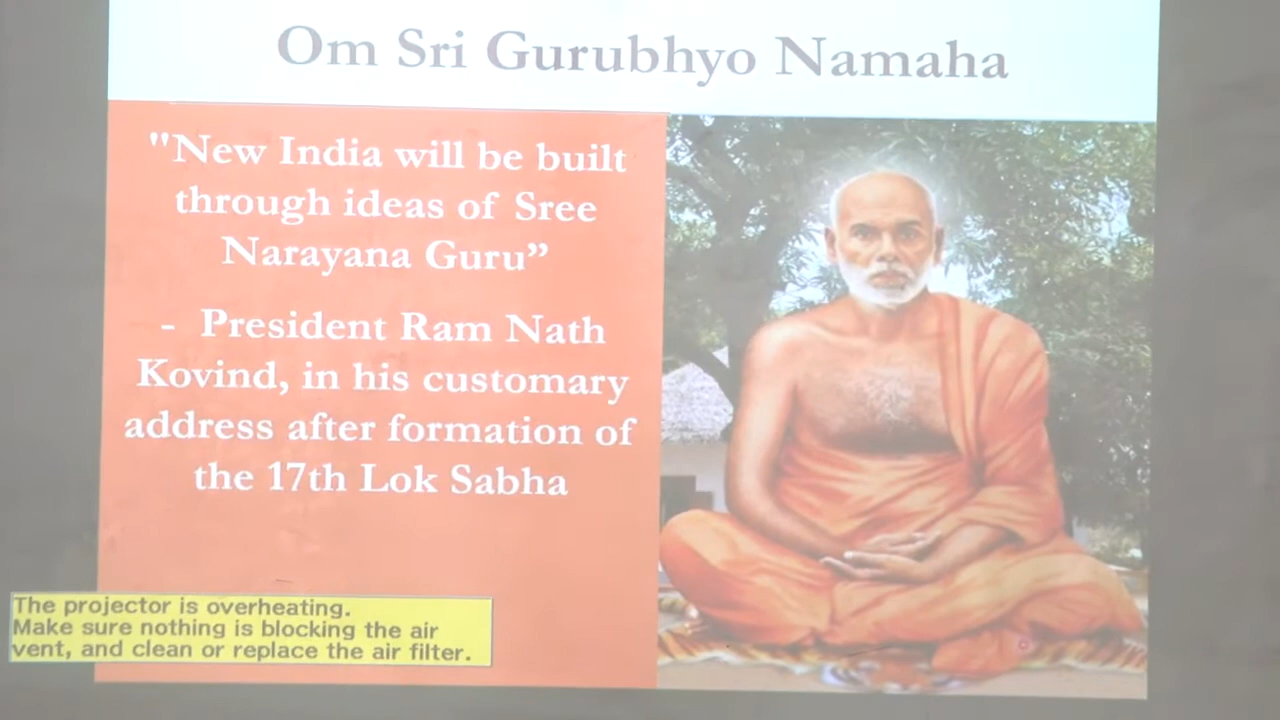 Om Sri Gurubhyo Namaha
"New India will be built
through ideas of Sree
Narayana Guru”
- President Ram Nath
Kovind, in his customary
address after formation of
the 17th Lok Sabha
The projector is overheating.
Make sure nothing is blocking the air
vent, and clean or replace the air filter.